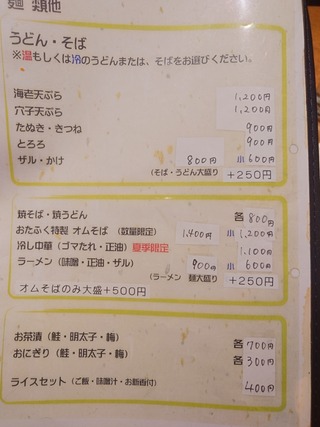 麺類他
うどん・そば
※温もしくは冷のうどんまたは、そばをお選びください。
海老天ぷら 1,200円
穴子天ぷら 1,200円
たぬき・きつね 900円
とろろ 900円
ザル・かけ 800円 小 600円
(そば・うどん大盛り +250円
焼そば・焼うどん 各 800円
おたふく特製 オムそば (数量限定) 1,400円 小 1,200円
冷し中華(ゴマたれ・正油) 夏季限定 1,100円
ラーメン(味噌・正油・ザル) 900円 小 600円
(ラーメン 麺大盛り +250円
オムそばのみ大盛+500円
お茶漬(鮭・明太子・梅) 各 700円
おにぎり(鮭・明太子・梅) 各 300円
ライスセット(ご飯・味噌汁・お新香付) 400円